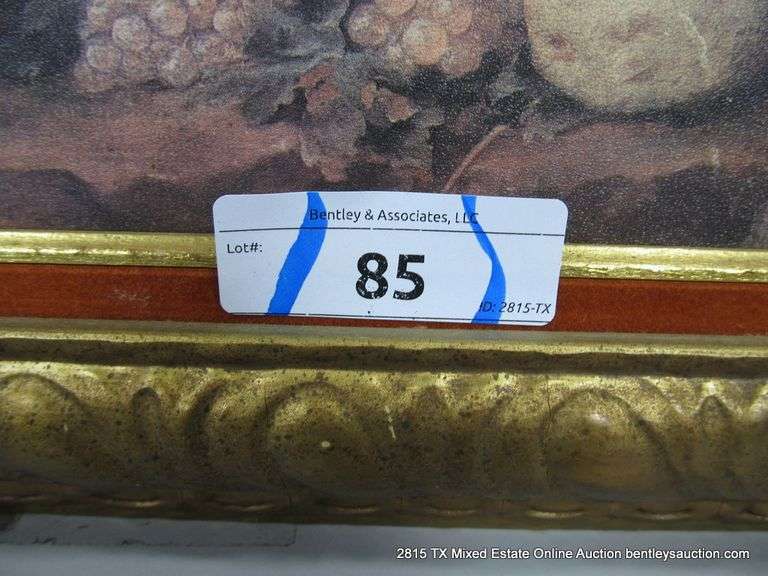 Bentley & Associates, LLC
Lot#:
85
ID: 2815-TX
2815 TX Mixed Estate Online Auction bentleysauction.com